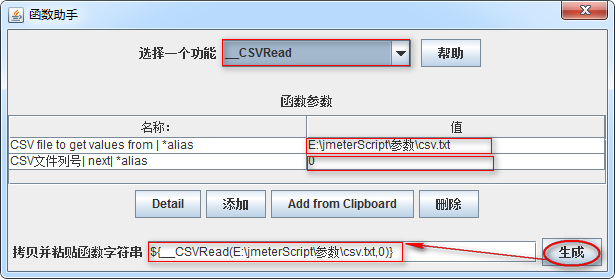 函数助手
选择一个功能 __CSVRead 帮助
函数参数
名称: 值
CSV file to get values from | *alias E:\jmeterScript\参数\csv.txt
CSV文件列号| next| *alias 0
Detail 添加 Add from Clipboard 删除
拷贝并粘贴函数字符串 ${__CSVRead(E:\jmeterScript\参数\csv.txt,0)} 生成